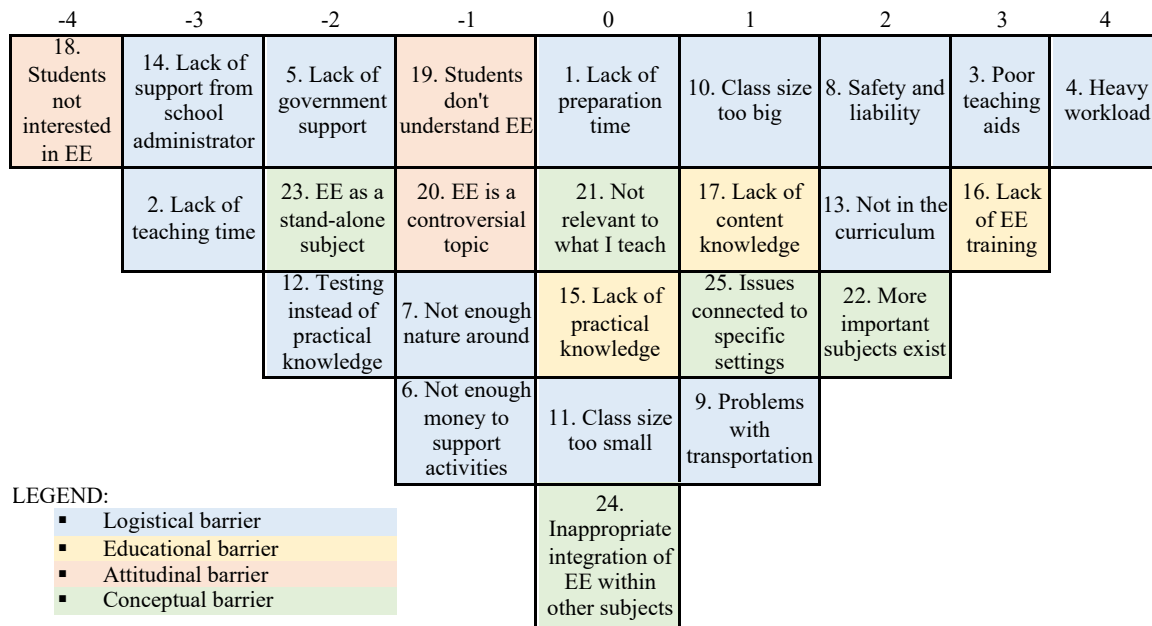 -4 -3 -2 -1 0 1 2 3 4
18.
Students
not
interested
in EE
14. Lack of
support from
school
administrator
5. Lack of
government
support
19. Students
don't
understand EE
1. Lack of
preparation
time
10. Class size
too big
8. Safety and
liability
3. Poor
teaching
aids
4. Heavy
workload
2. Lack of
teaching time
23. EE as a
stand-alone
subject
20. EE is a
controversial
topic
21. Not
relevant to
what I teach
17. Lack of
content
knowledge
13. Not in the
curriculum
16. Lack
of EE
training
12. Testing
instead of
practical
knowledge
7. Not enough
nature around
15. Lack of
practical
knowledge
25. Issues
connected to
specific
settings
22. More
important
subjects exist
6. Not enough
money to
support
activities
11. Class size
too small
9. Problems
with
transportation
24.
Inappropriate
integration of
EE within
other subjects
LEGEND:
▪ Logistical barrier
▪ Educational barrier
▪ Attitudinal barrier
▪ Conceptual barrier